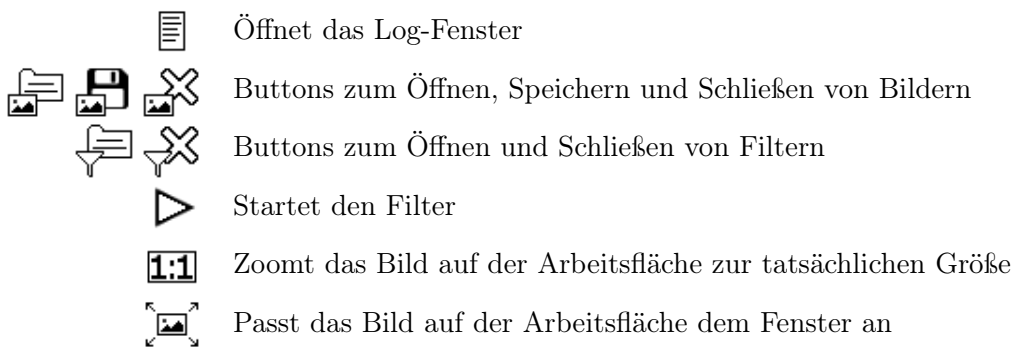 Öffnet das Log-Fenster
Buttons zum Öffnen, Speichern und Schließen von Bildern
Buttons zum Öffnen und Schließen von Filtern
Startet den Filter
1:1 Zoomt das Bild auf der Arbeitsfläche zur tatsächlichen Größe
Passt das Bild auf der Arbeitsfläche dem Fenster an